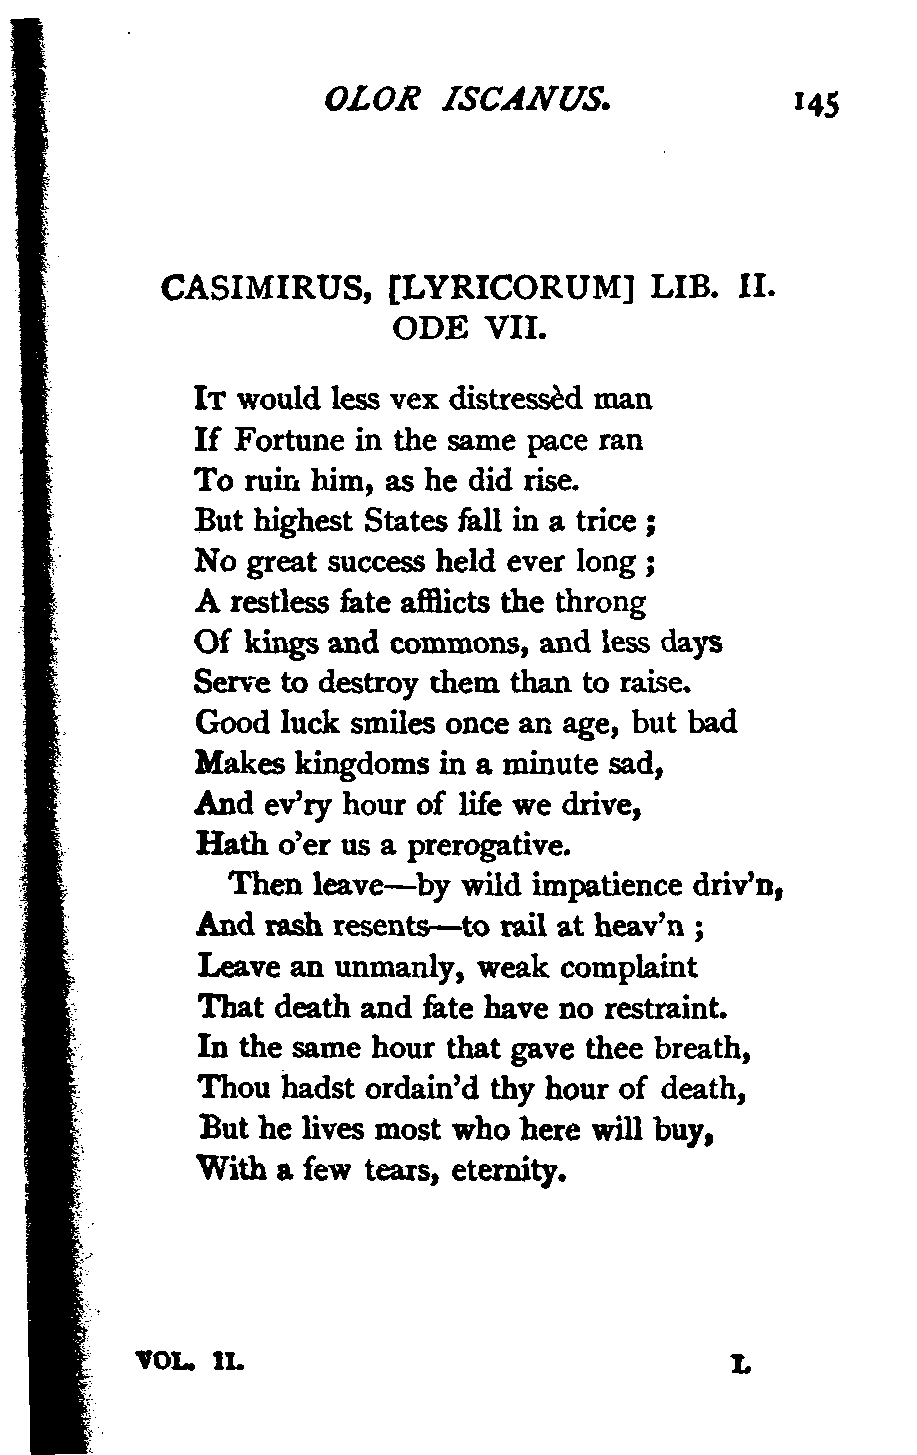 OLOR ISCANUS. 145
CASIMIRUS, [LYRICORUM] LIB. II.
ODE VII.
IT would less vex distressèd man
If Fortune in the same pace ran
To ruin him, as he did rise.
But highest States fall in a trice ;
No great success held ever long ;
A restless fate afflicts the throng
Of kings and commons, and less days
Serve to destroy them than to raise.
Good luck smiles once an age, but bad
Makes kingdoms in a minute sad,
And ev'ry hour of life we drive,
Hath o'er us a prerogative.
Then leave—by wild impatience driv'n,
And rash resents—to rail at heav'n ;
Leave an unmanly, weak complaint
That death and fate have no restraint.
In the same hour that gave thee breath,
Thou hadst ordain'd thy hour of death,
But he lives most who here will buy,
With a few tears, eternity.
VOL. II. L